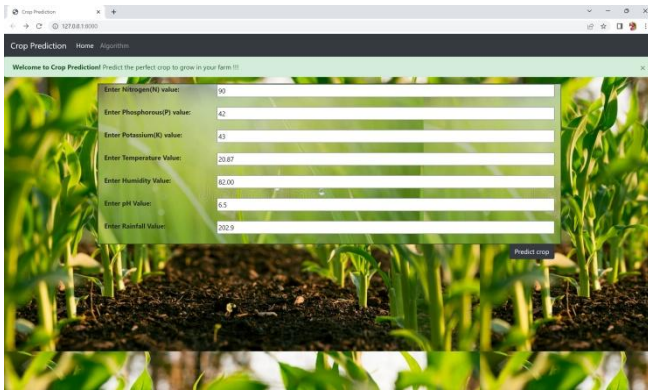 Crop Prediction
127.0.0.1:8000
Crop Prediction Home Algorithm
Welcome to Crop Prediction! Predict the perfect crop to grow in your farm !!!
Enter Nitrogen(N) value: 90
Enter Phosphorous(P) value: 42
Enter Potassium(K) value: 43
Enter Temperature Value: 20.87
Enter Humidity Value: 82.00
Enter pH Value: 6.5
Enter Rainfall Value: 202.9
Predict crop